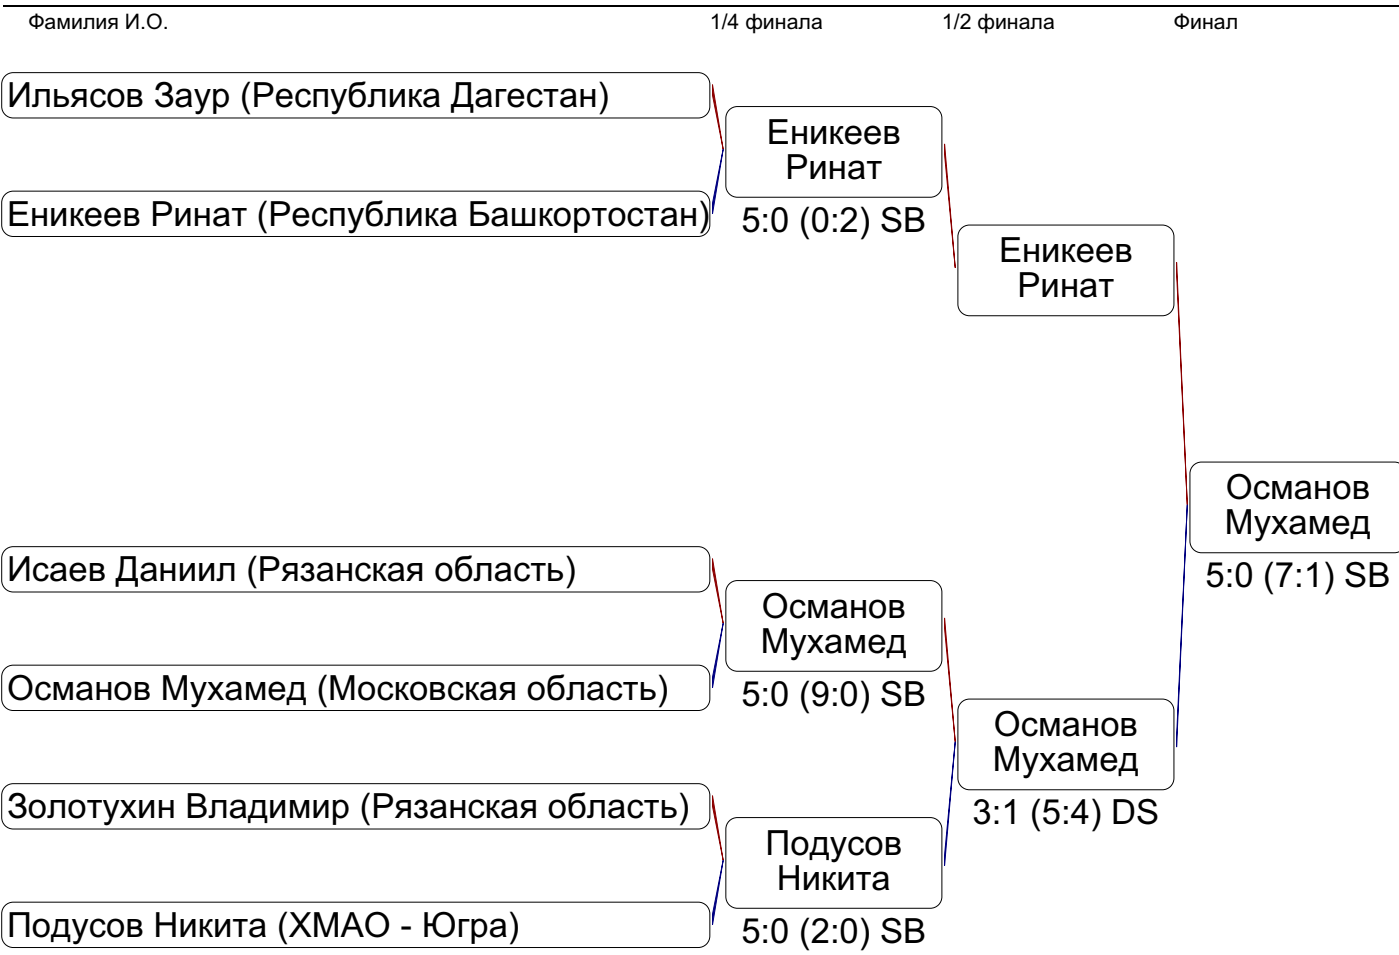 Фамилия И.О. 1/4 финала 1/2 финала Финал
Ильясов Заур (Республика Дагестан)
Еникеев
Ринат
Еникеев Ринат (Республика Башкортостан)
5:0 (0:2) SB
Еникеев
Ринат
Османов
Мухамед
5:0 (7:1) SB
Исаев Даниил (Рязанская область)
Османов
Мухамед
Османов Мухамед (Московская область)
5:0 (9:0) SB
Османов
Мухамед
3:1 (5:4) DS
Золотухин Владимир (Рязанская область)
Подусов
Никита
Подусов Никита (ХМАО - Югра)
5:0 (2:0) SB